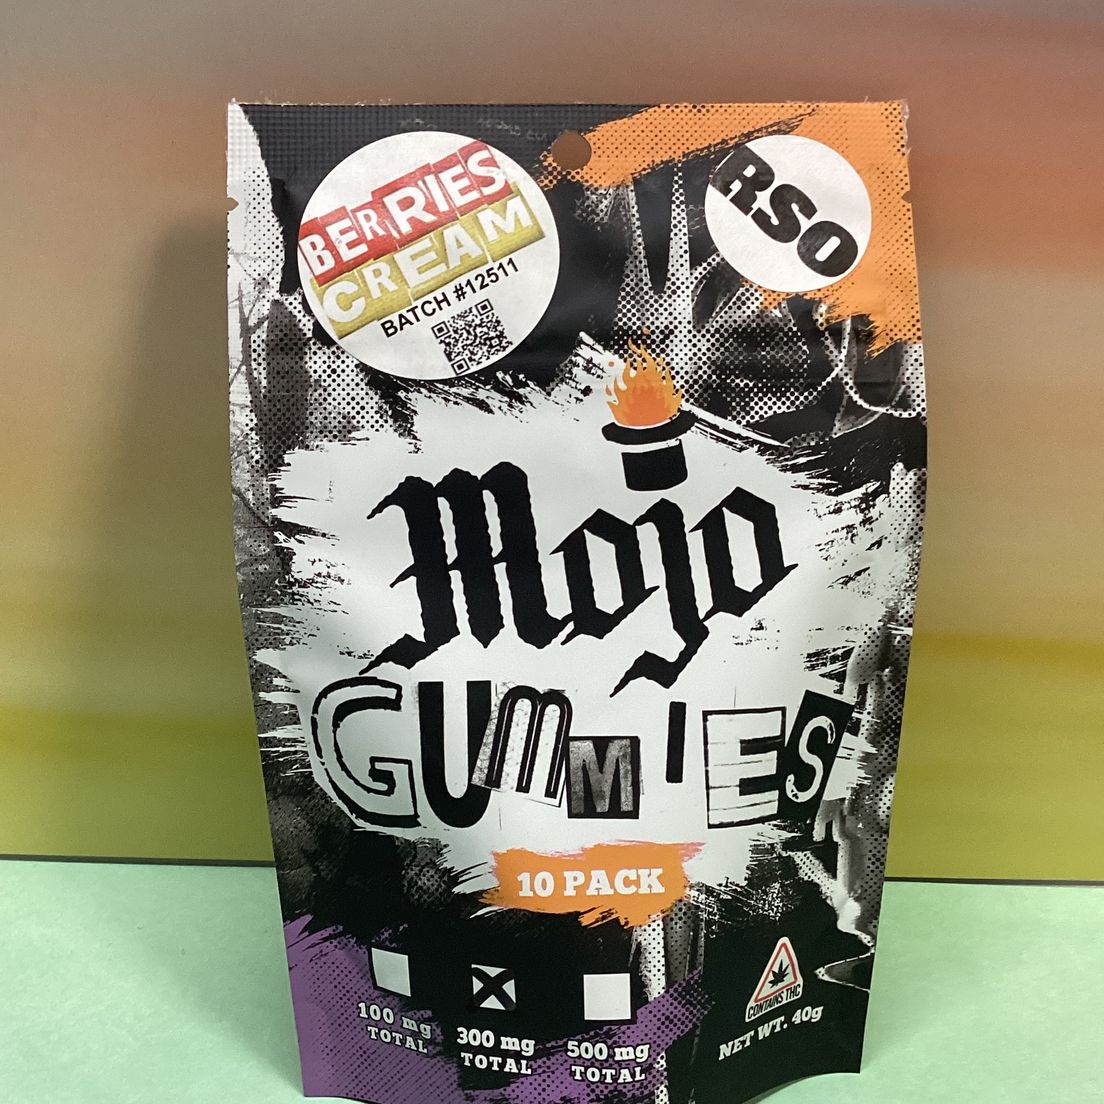 BERRIES
CREAM
BATCH #12511
RSO
Mojo
GUMMIES
10 PACK
100 mg
TOTAL
300 mg
TOTAL
500 mg
TOTAL
CONTAINS THC
NET WT. 40g